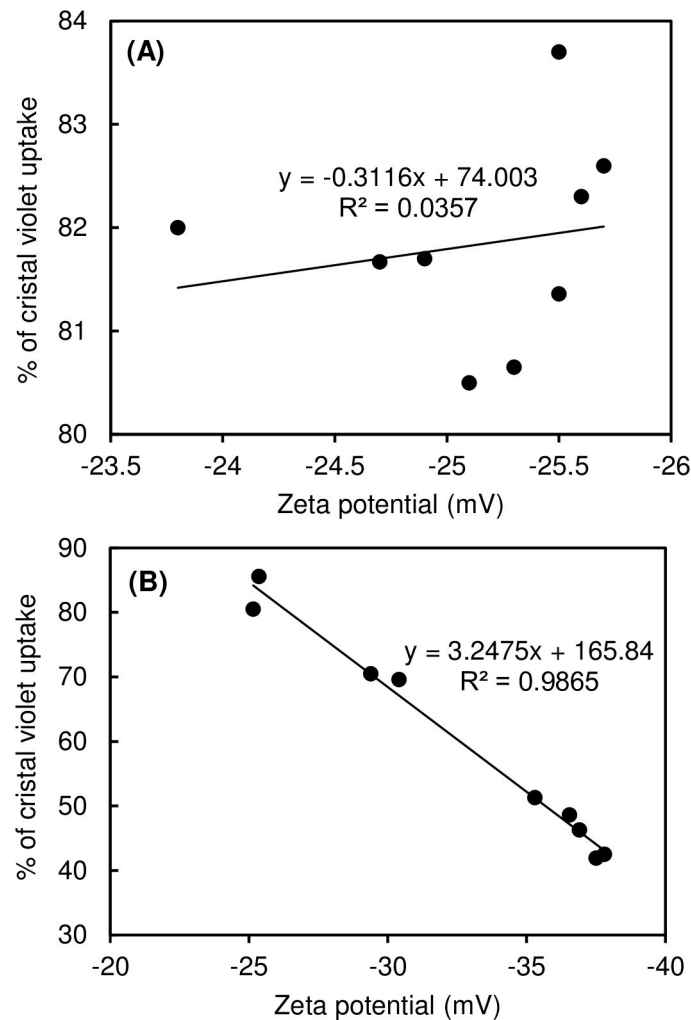 (A)
84
83
82
81
80
% of cristal violet uptake
y = -0.3116x + 74.003
R² = 0.0357
-23.5 -24 -24.5 -25 -25.5 -26
Zeta potential (mV)
(B)
90
80
70
60
50
40
30
% of cristal violet uptake
y = 3.2475x + 165.84
R² = 0.9865
-20 -25 -30 -35 -40
Zeta potential (mV)